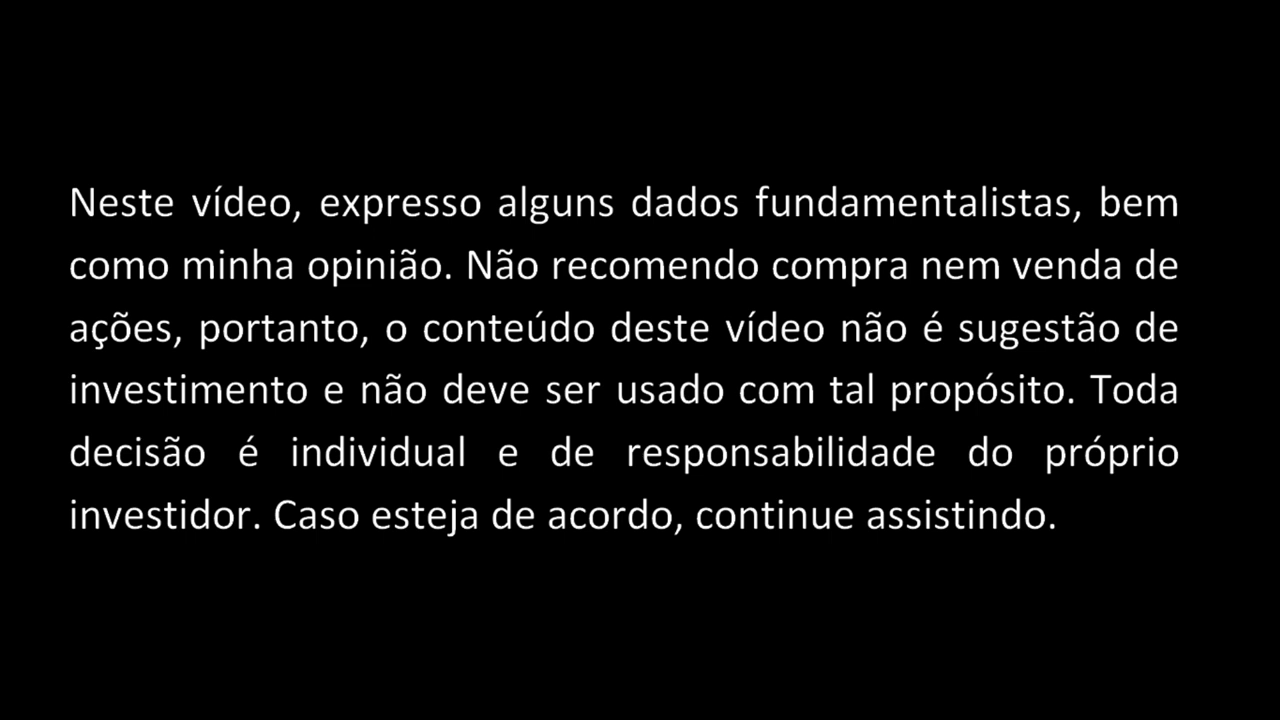 Neste vídeo, expresso alguns dados fundamentalistas, bem
como minha opinião. Não recomendo compra nem venda de
ações, portanto, o conteúdo deste vídeo não é sugestão de
investimento e não deve ser usado com tal propósito. Toda
decisão é individual e de responsabilidade do próprio
investidor. Caso esteja de acordo, continue assistindo.